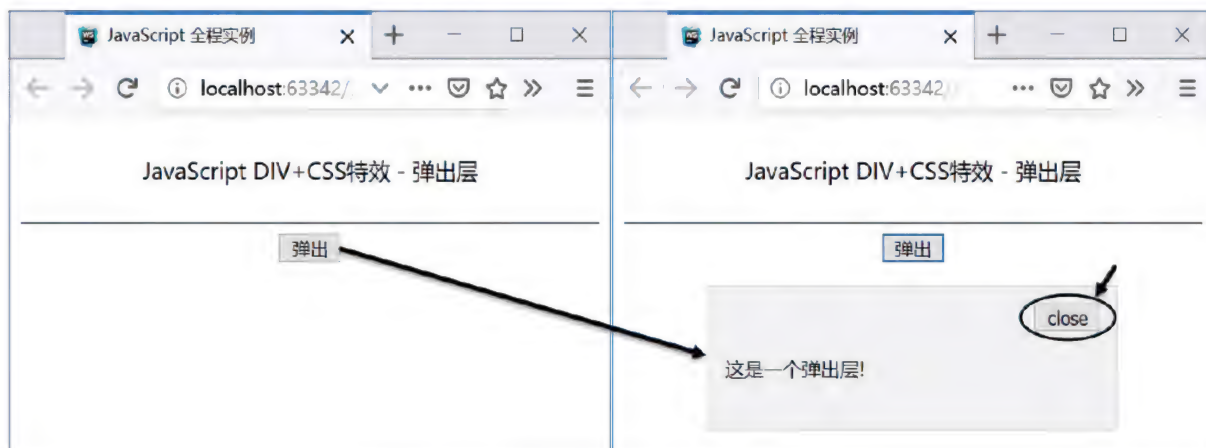 JavaScript 全程实例
localhost:63342/
JavaScript DIV+CSS特效 - 弹出层
弹出
JavaScript 全程实例
localhost:63342/
JavaScript DIV+CSS特效 - 弹出层
弹出
close
这是一个弹出层!